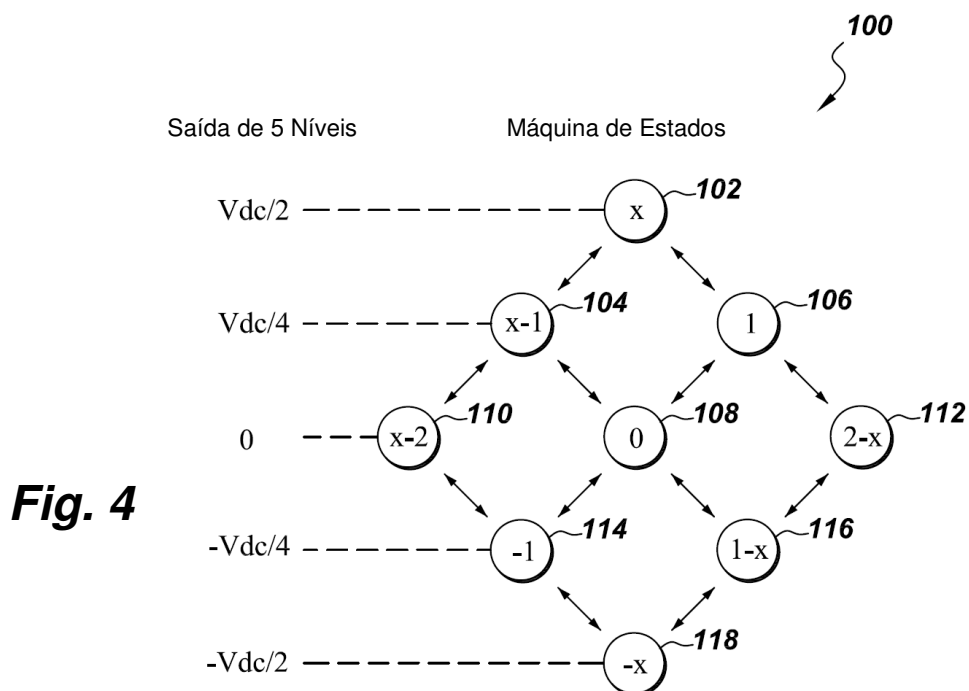 100
Saída de 5 Níveis Máquina de Estados
Vdc/2 x 102
Vdc/4 x-1 104 1 106
0 x-2 110 0 108 2-x 112
Fig. 4
-Vdc/4 -1 114 1-x 116
-Vdc/2 -x 118